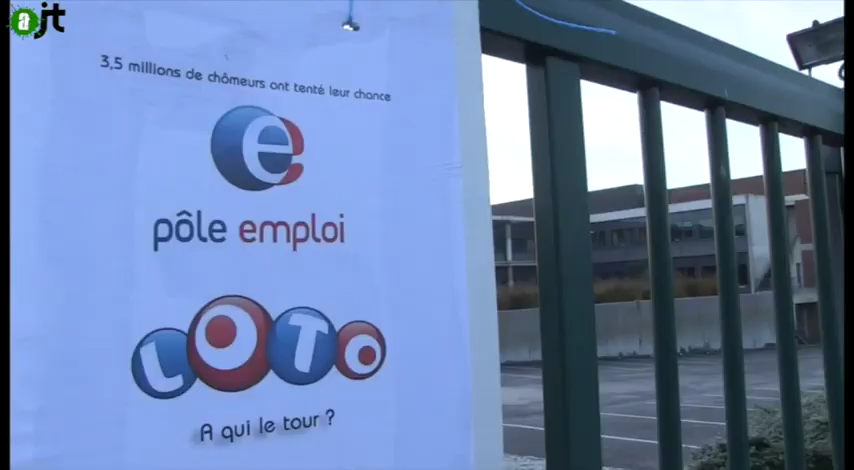 ajt
3,5 millions de chômeurs ont tenté leur chance
e
pôle emploi
LOTO
A qui le tour ?